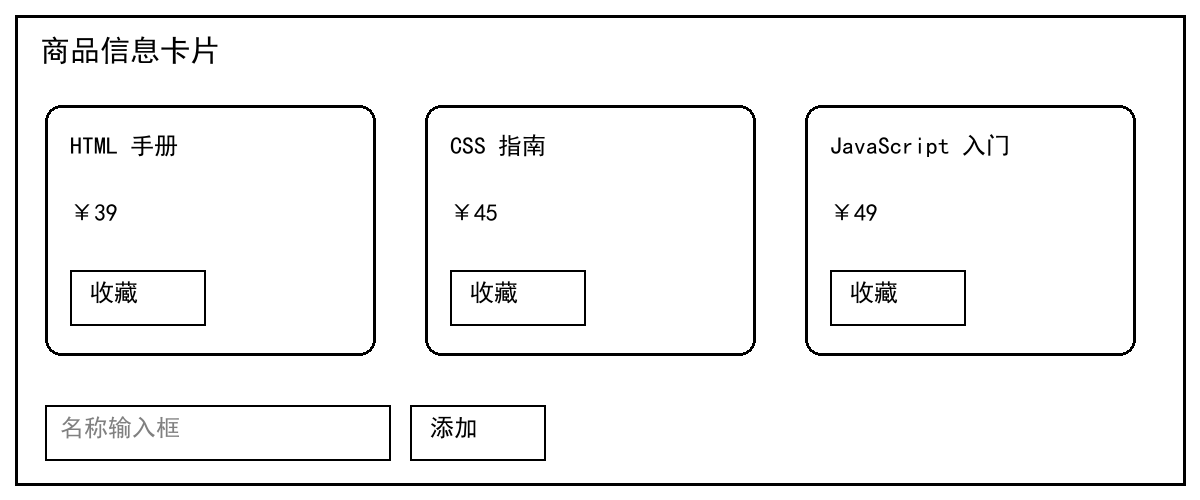 商品信息卡片
HTML 手册
￥39
收藏
CSS 指南
￥45
收藏
JavaScript 入门
￥49
收藏
名称输入框
添加